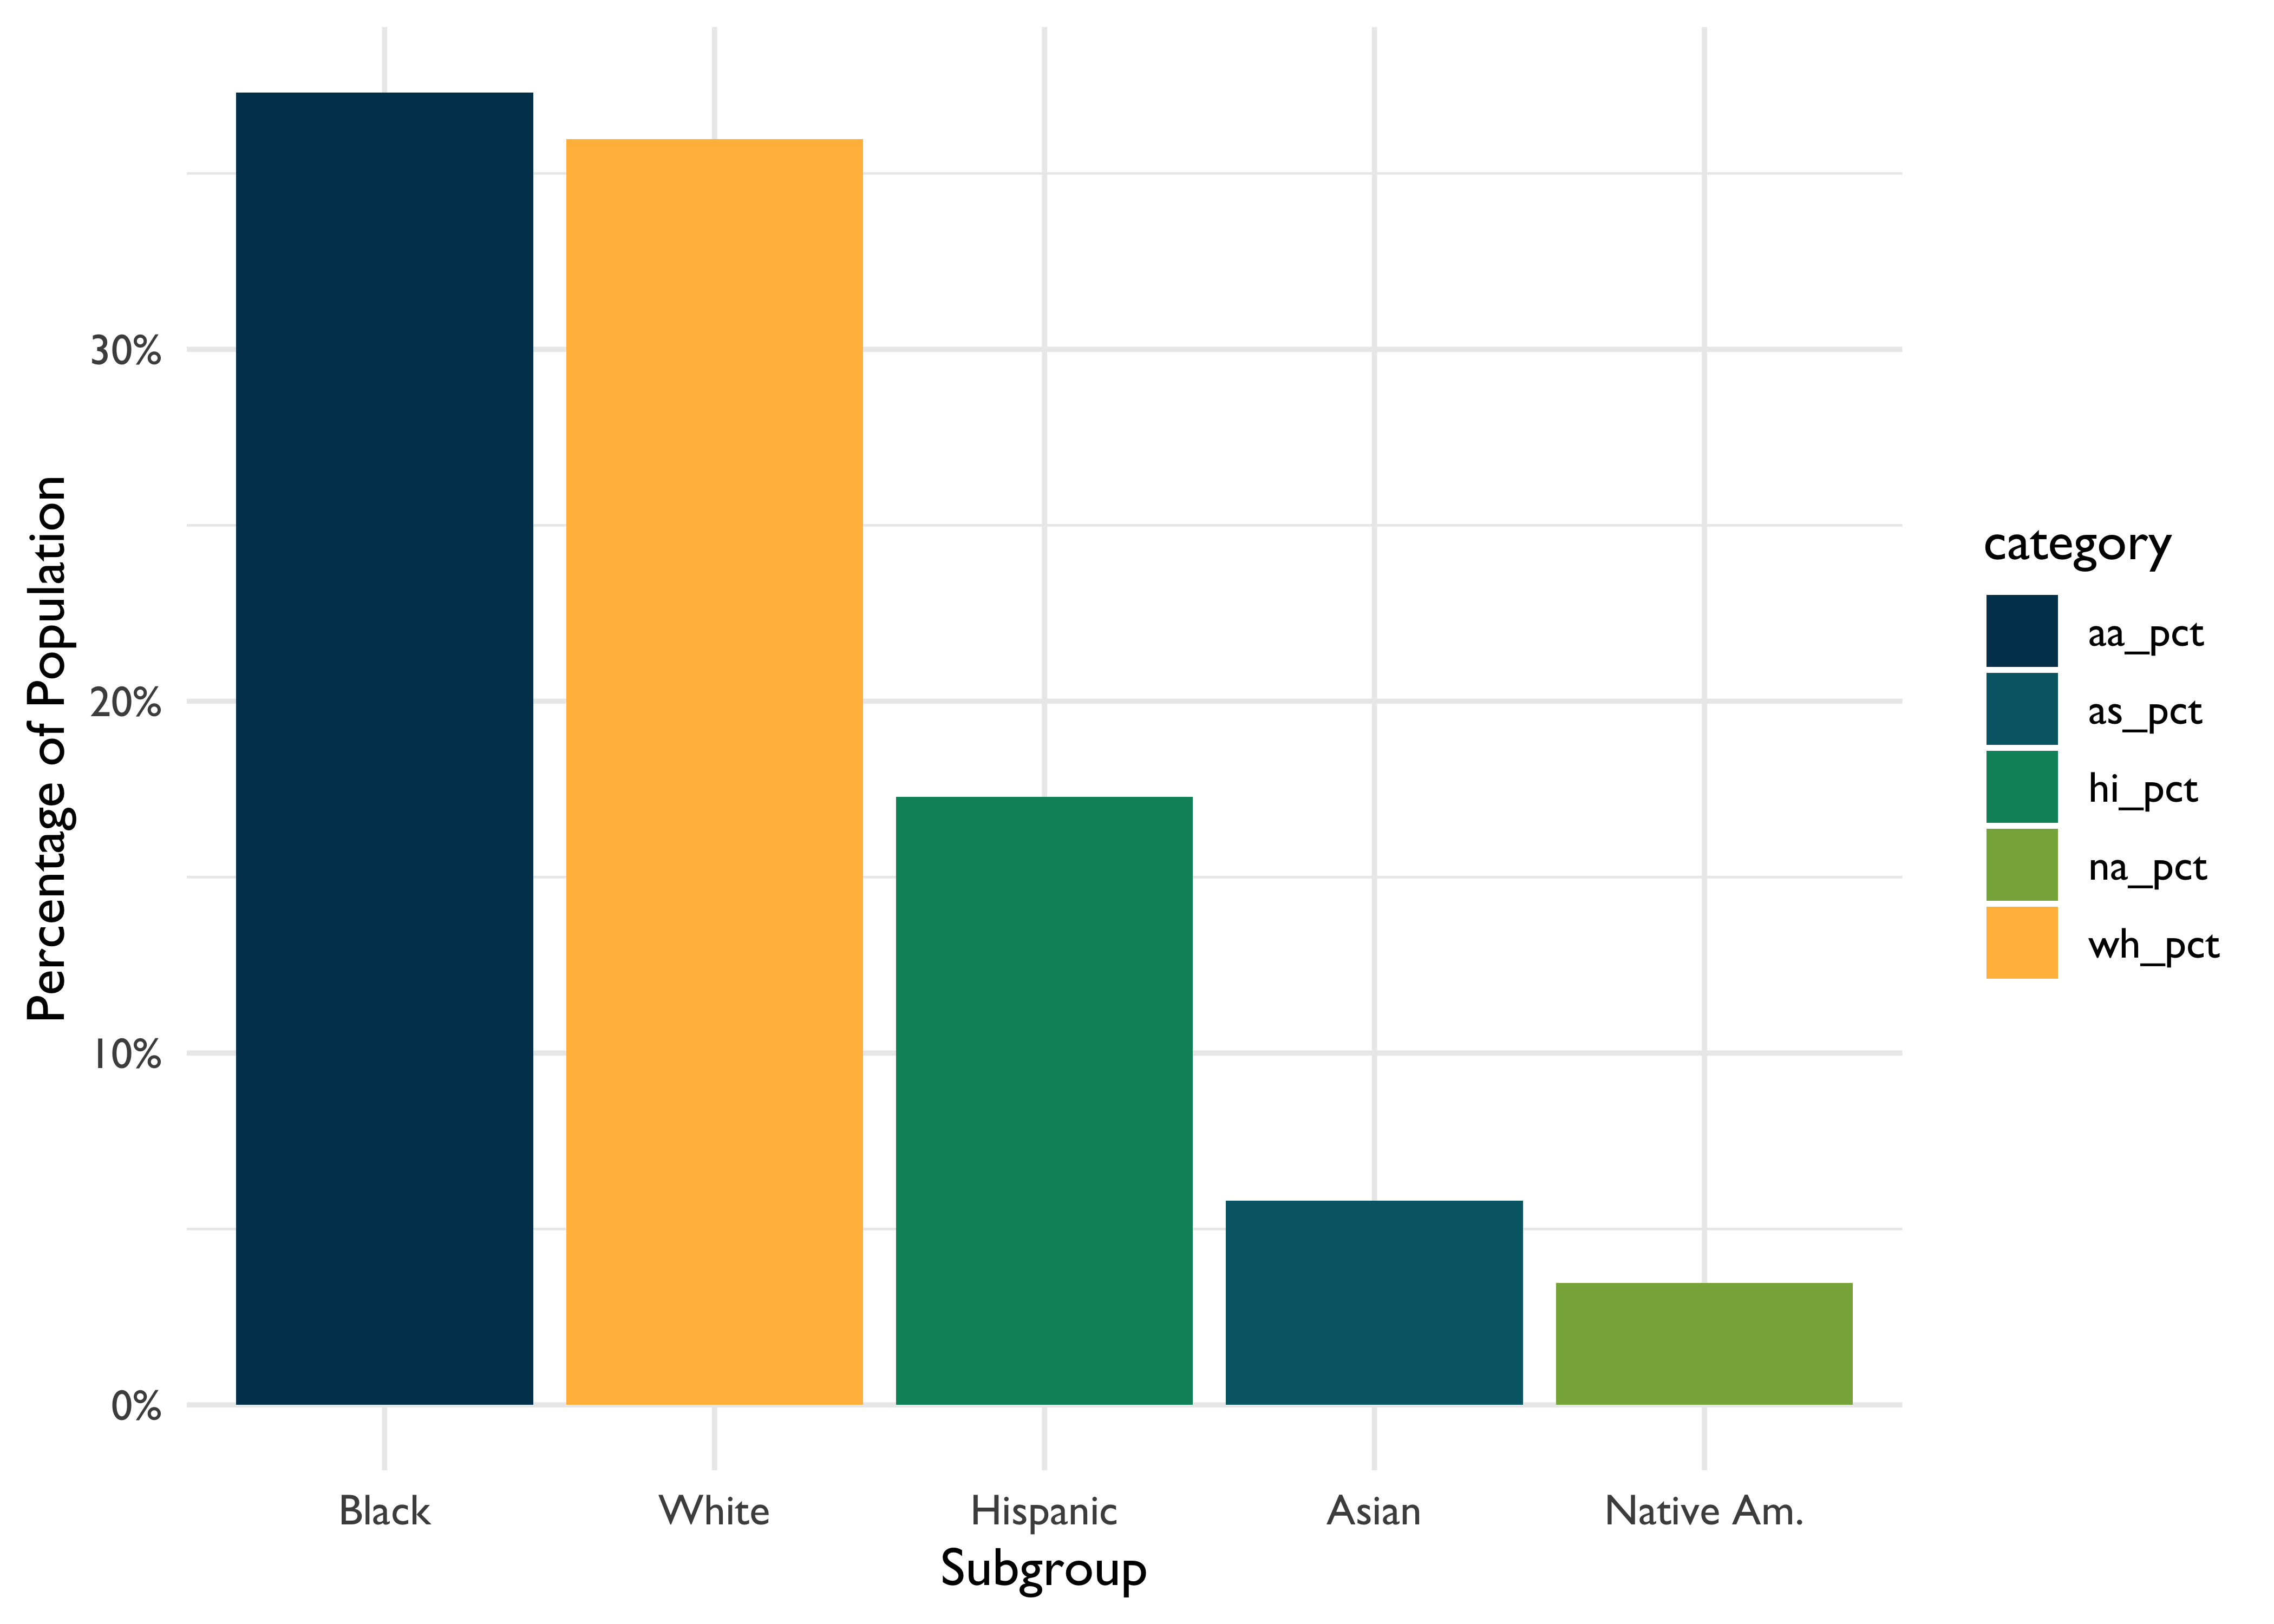 Percentage of Population
30%
20%
10%
0%
Black
White
Hispnic
Asian
Native Am.
Subgroup
category
aa_pct
as_pct
hi_pct
na_pct
wh_pct